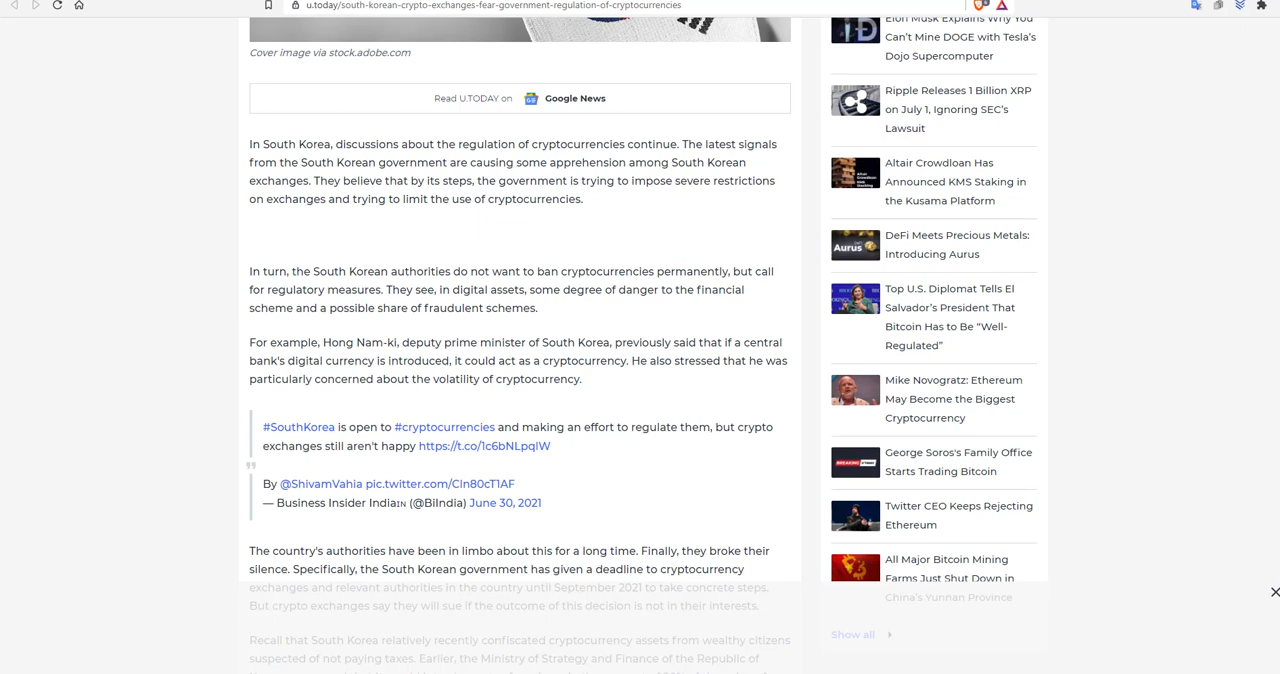 u.today/south-korean-crypto-exchanges-fear-government-regulation-of-cryptocurrencies
Cover image via stock.adobe.com
Read U.TODAY on Google News
In South Korea, discussions about the regulation of cryptocurrencies continue. The latest signals
from the South Korean government are causing some apprehension among South Korean
exchanges. They believe that by its steps, the government is trying to impose severe restrictions
on exchanges and trying to limit the use of cryptocurrencies.
In turn, the South Korean authorities do not want to ban cryptocurrencies permanently, but call
for regulatory measures. They see, in digital assets, some degree of danger to the financial
scheme and a possible share of fraudulent schemes.
For example, Hong Nam-ki, deputy prime minister of South Korea, previously said that if a central
bank's digital currency is introduced, it could act as a cryptocurrency. He also stressed that he was
particularly concerned about the volatility of cryptocurrency.
#SouthKorea is open to #cryptocurrencies and making an effort to regulate them, but crypto
exchanges still aren't happy https://t.co/1c6bNLpqlW
By @ShivamVahia pic.twitter.com/CIn80cT1AF
— Business Insider India🇮🇳 (@BiIndia) June 30, 2021
The country's authorities have been in limbo about this for a long time. Finally, they broke their
silence. Specifically, the South Korean government has given a deadline to cryptocurrency
exchanges and relevant authorities in the country until September 2021 to take concrete steps.
But crypto exchanges say they will sue if the outcome of this decision is not in their interests.
Recall that South Korea relatively recently confiscated cryptocurrency assets from wealthy citizens
suspected of not paying taxes. Earlier, the Ministry of Strategy and Finance of the Republic of
Elon Musk Explains Why You
Can't Mine DOGE with Tesla's
Dojo Supercomputer
Ripple Releases 1 Billion XRP
on July 1, Ignoring SEC's
Lawsuit
Altair Crowdloan Has
Announced KMS Staking in
the Kusama Platform
Aurus
DeFi Meets Precious Metals:
Introducing Aurus
Top U.S. Diplomat Tells El
Salvador's President That
Bitcoin Has to Be “Well-
Regulated”
Mike Novogratz: Ethereum
May Become the Biggest
Cryptocurrency
George Soros's Family Office
Starts Trading Bitcoin
Twitter CEO Keeps Rejecting
Ethereum
All Major Bitcoin Mining
Farms Just Shut Down in
China's Yunnan Province
Show all